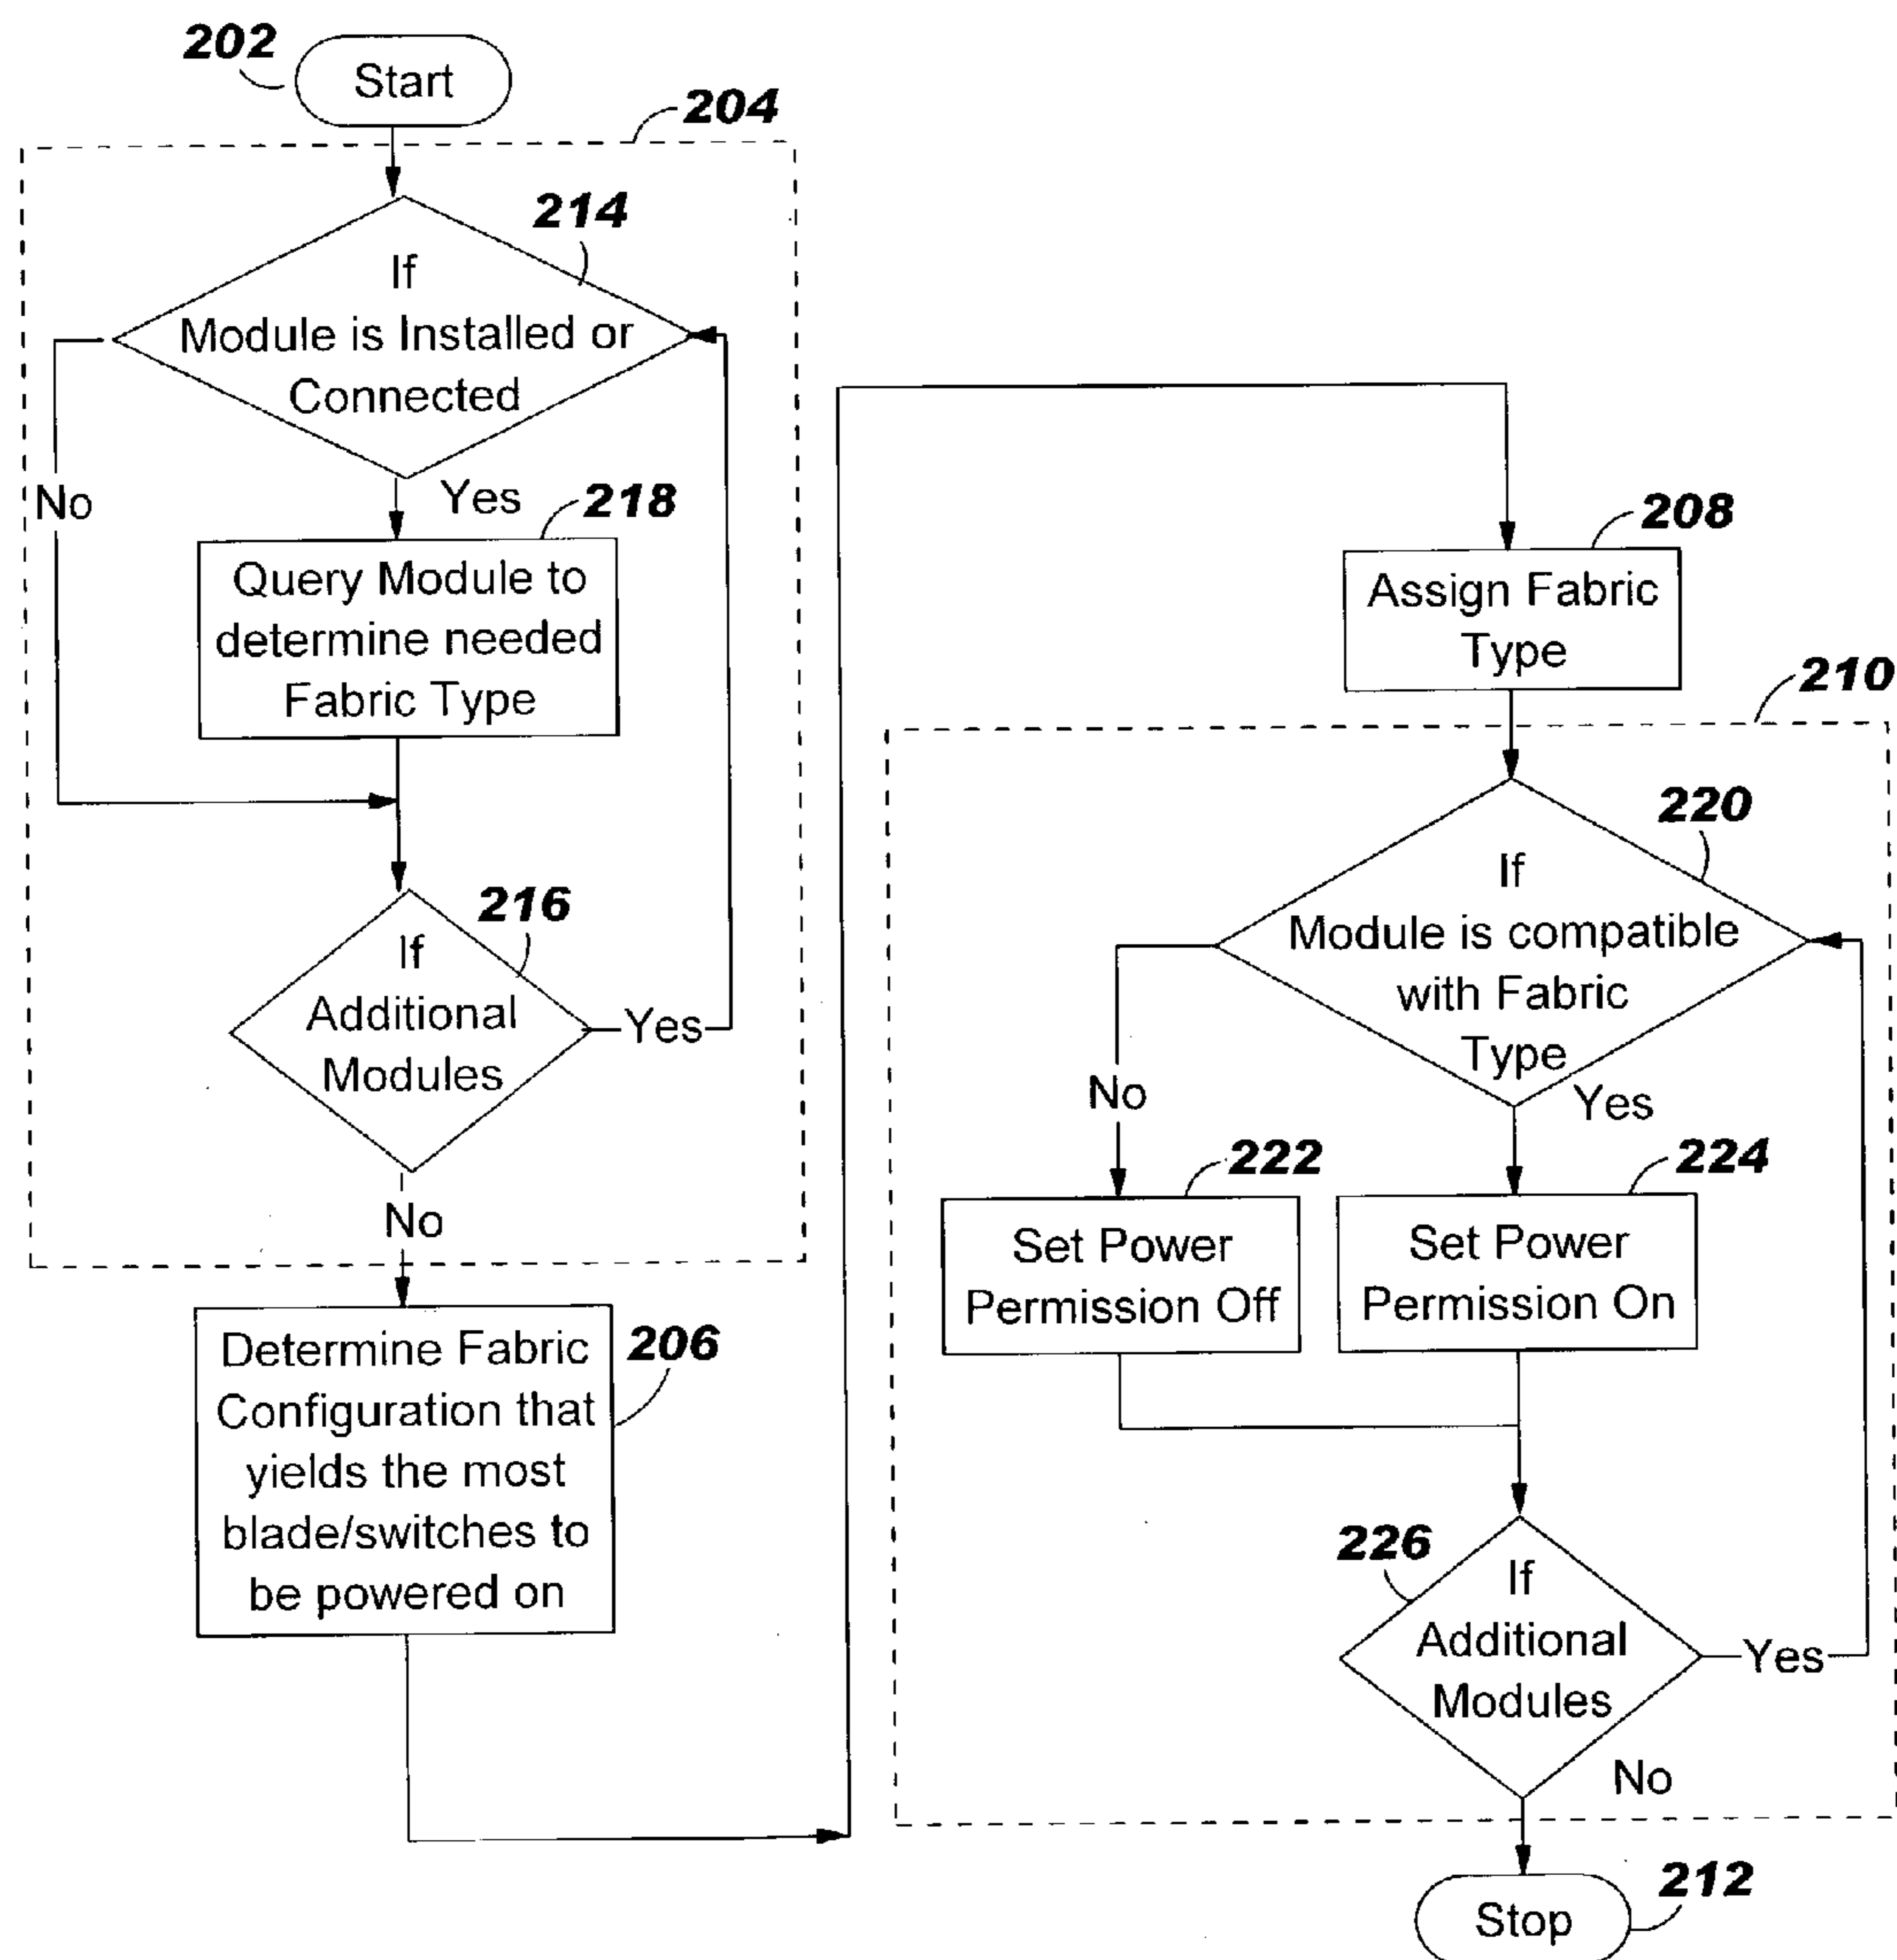 202
Start
204
214
If
Module is Installed or
Connected
No
Yes
218
Query Module to
determine needed
Fabric Type
216
If
Additional
Modules
Yes
No
206
Determine Fabric
Configuration that
yields the most
blade/switches to
be powered on
208
Assign Fabric
Type
210
220
If
Module is compatible
with Fabric
Type
No
Yes
222
Set Power
Permission Off
224
Set Power
Permission On
226
If
Additional
Modules
Yes
No
212
Stop